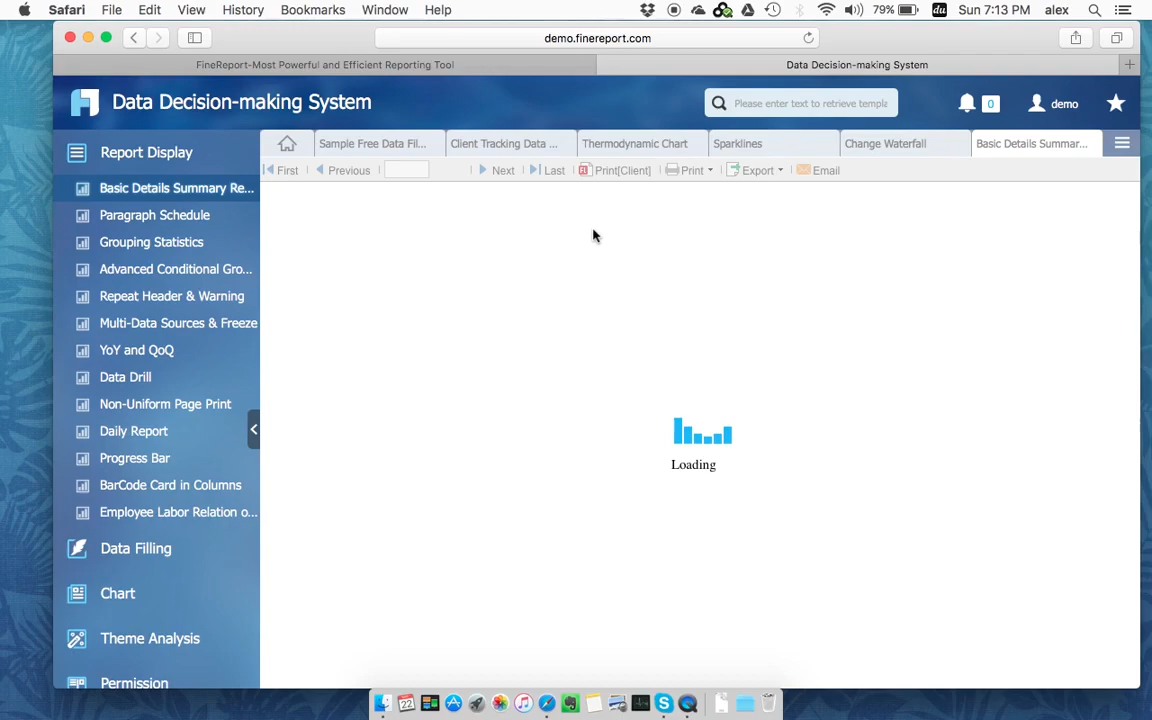 Safari File Edit View History Bookmarks Window Help 79% du Sun 7:13 PM alex
demo.finereport.com
FineReport-Most Powerful and Efficient Reporting Tool Data Decision-making System
Data Decision-making System Please enter text to retrieve templa 0 demo
Report Display Sample Free Data Fil... Client Tracking Data ... Thermodynamic Chart Sparklines Change Waterfall Basic Details Summar...
First Previous Next Last Print[Client] Print Export Email
Basic Details Summary Re...
Paragraph Schedule
Grouping Statistics
Advanced Conditional Gro...
Repeat Header & Warning
Multi-Data Sources & Freeze
YoY and QoQ
Data Drill
Non-Uniform Page Print
Daily Report
Progress Bar
Loading
BarCode Card in Columns
Employee Labor Relation o...
Data Filling
Chart
Theme Analysis
Permission
22